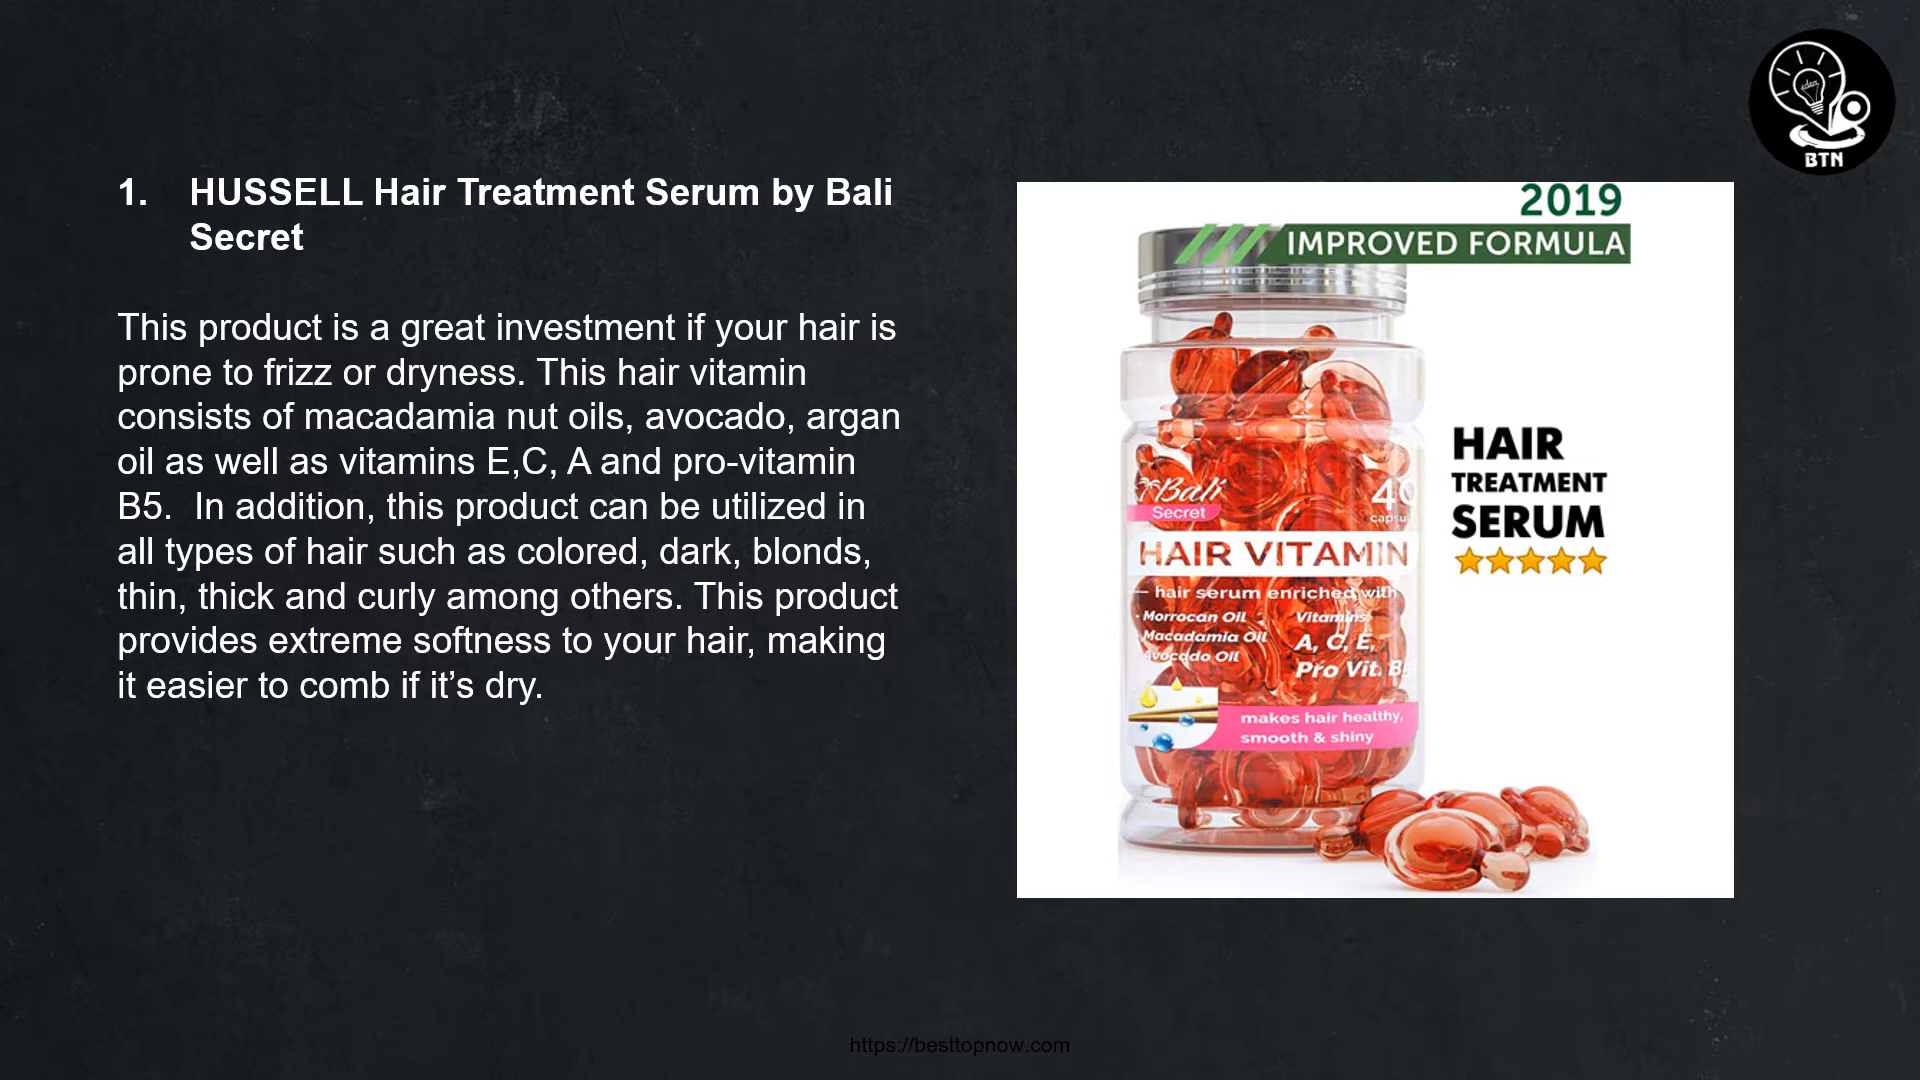 idea
BTN
1. HUSSELL Hair Treatment Serum by Bali
Secret
This product is a great investment if your hair is
prone to frizz or dryness. This hair vitamin
consists of macadamia nut oils, avocado, argan
oil as well as vitamins E,C, A and pro-vitamin
B5.  In addition, this product can be utilized in
all types of hair such as colored, dark, blonds,
thin, thick and curly among others. This product
provides extreme softness to your hair, making
it easier to comb if it’s dry.
2019
IMPROVED FORMULA
Bali
Secret
40
capsu
HAIR VITAMIN
hair serum enriched with
- Morrocan Oil
- Macadamia Oil
- Avocado Oil
Vitamins
A, C, E,
Pro Vit. B5
makes hair healthy,
smooth & shiny
HAIR
TREATMENT
SERUM
https://besttopnow.com